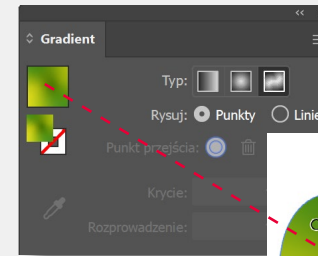 Gradient
Typ:
Rysuj: Punkty Linie
Punkt przejścia:
Krycie:
Rozprowadzenie: